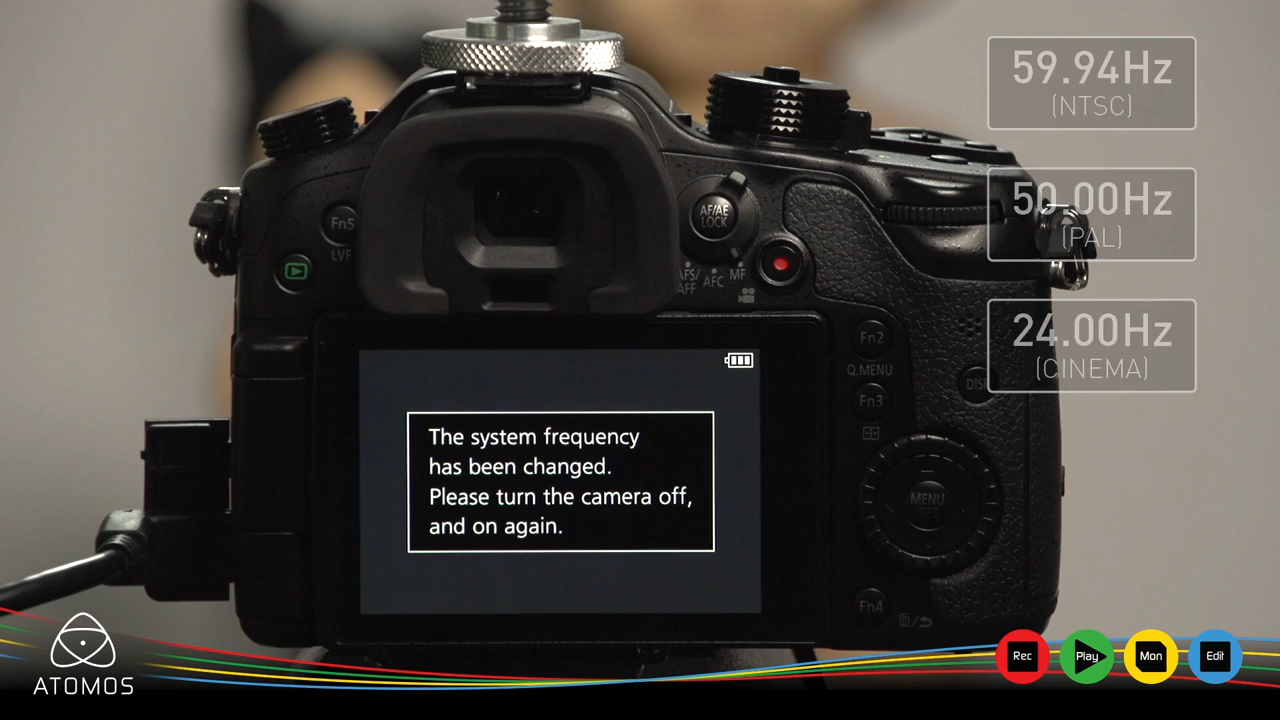 59.94Hz
(NTSC)
50.00Hz
(PAL)
24.00Hz
(CINEMA)
Fn5
LVF
AF/AE
LOCK
AFS/
AFF
AFC
MF
Fn2
Q.MENU
Fn3
MENU
Fn4
The system frequency
has been changed.
Please turn the camera off,
and on again.
ATOMOS
Rec
Play
Mon
Edit